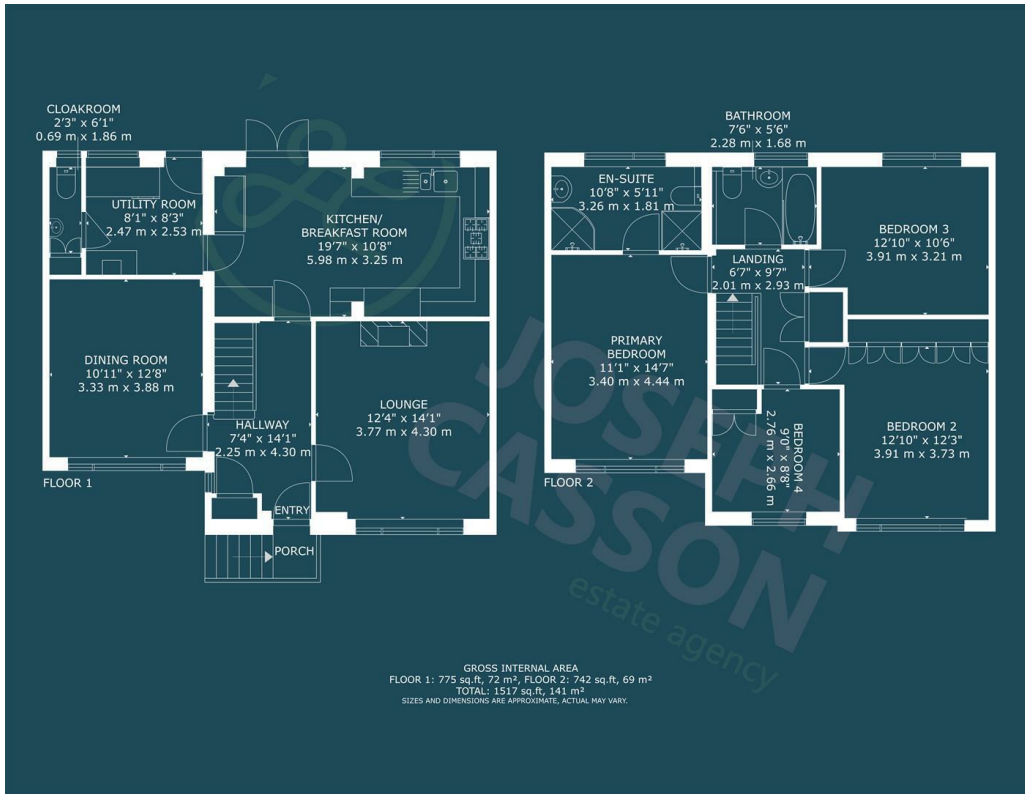 CLOAKROOM
2'3" x 6'1"
0.69 m x 1.86 m
UTILITY ROOM
8'1" x 8'3"
2.47 m x 2.53 m
KITCHEN/
BREAKFAST ROOM
19'7" x 10'8"
5.98 m x 3.25 m
DINING ROOM
10'11" x 12'8"
3.33 m x 3.88 m
HALLWAY
7'4" x 14'1"
2.25 m x 4.30 m
LOUNGE
12'4" x 14'1"
3.77 m x 4.30 m
FLOOR 1
ENTRY
PORCH
BATHROOM
7'6" x 5'6"
2.28 m x 1.68 m
EN-SUITE
10'8" x 5'11"
3.26 m x 1.81 m
BEDROOM 3
12'10" x 10'6"
3.91 m x 3.21 m
LANDING
6'7" x 9'7"
2.01 m x 2.93 m
PRIMARY
BEDROOM
11'1" x 14'7"
3.40 m x 4.44 m
BEDROOM 4
9'0" x 8'8"
2.76 m x 2.66 m
BEDROOM 2
12'10" x 12'3"
3.91 m x 3.73 m
FLOOR 2
JOSEPH
CASSON
estate agency
GROSS INTERNAL AREA
FLOOR 1: 775 sq.ft, 72 m², FLOOR 2: 742 sq.ft, 69 m²
TOTAL: 1517 sq.ft, 141 m²
SIZES AND DIMENSIONS ARE APPROXIMATE, ACTUAL MAY VARY.